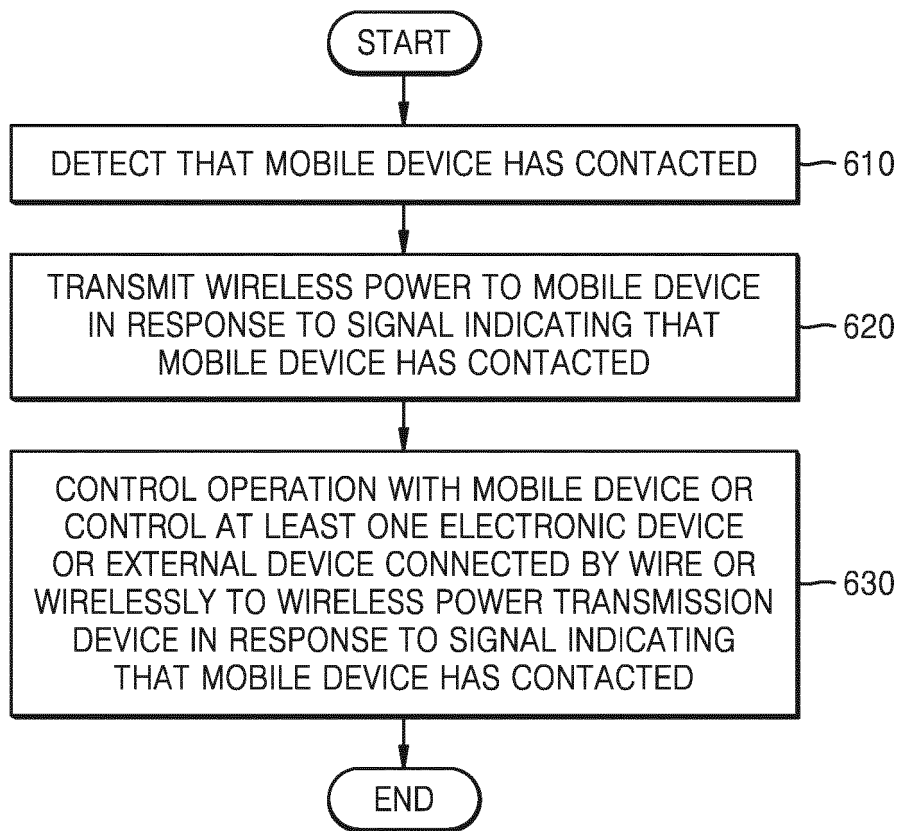 START
DETECT THAT MOBILE DEVICE HAS CONTACTED
610
TRANSMIT WIRELESS POWER TO MOBILE DEVICE
IN RESPONSE TO SIGNAL INDICATING THAT
MOBILE DEVICE HAS CONTACTED
620
CONTROL OPERATION WITH MOBILE DEVICE OR
CONTROL AT LEAST ONE ELECTRONIC DEVICE
OR EXTERNAL DEVICE CONNECTED BY WIRE OR
WIRELESSLY TO WIRELESS POWER TRANSMISSION
DEVICE IN RESPONSE TO SIGNAL INDICATING
THAT MOBILE DEVICE HAS CONTACTED
630
END